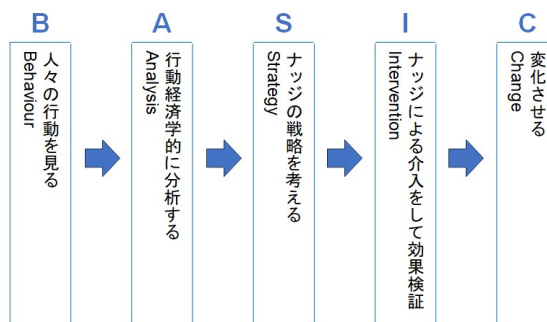 B
人々の行動を見る
Behaviour
A
行動経済学的に分析する
Analysis
S
ナッジの戦略を考える
Strategy
I
ナッジによる介入をして効果検証
Intervention
C
変化させる
Change